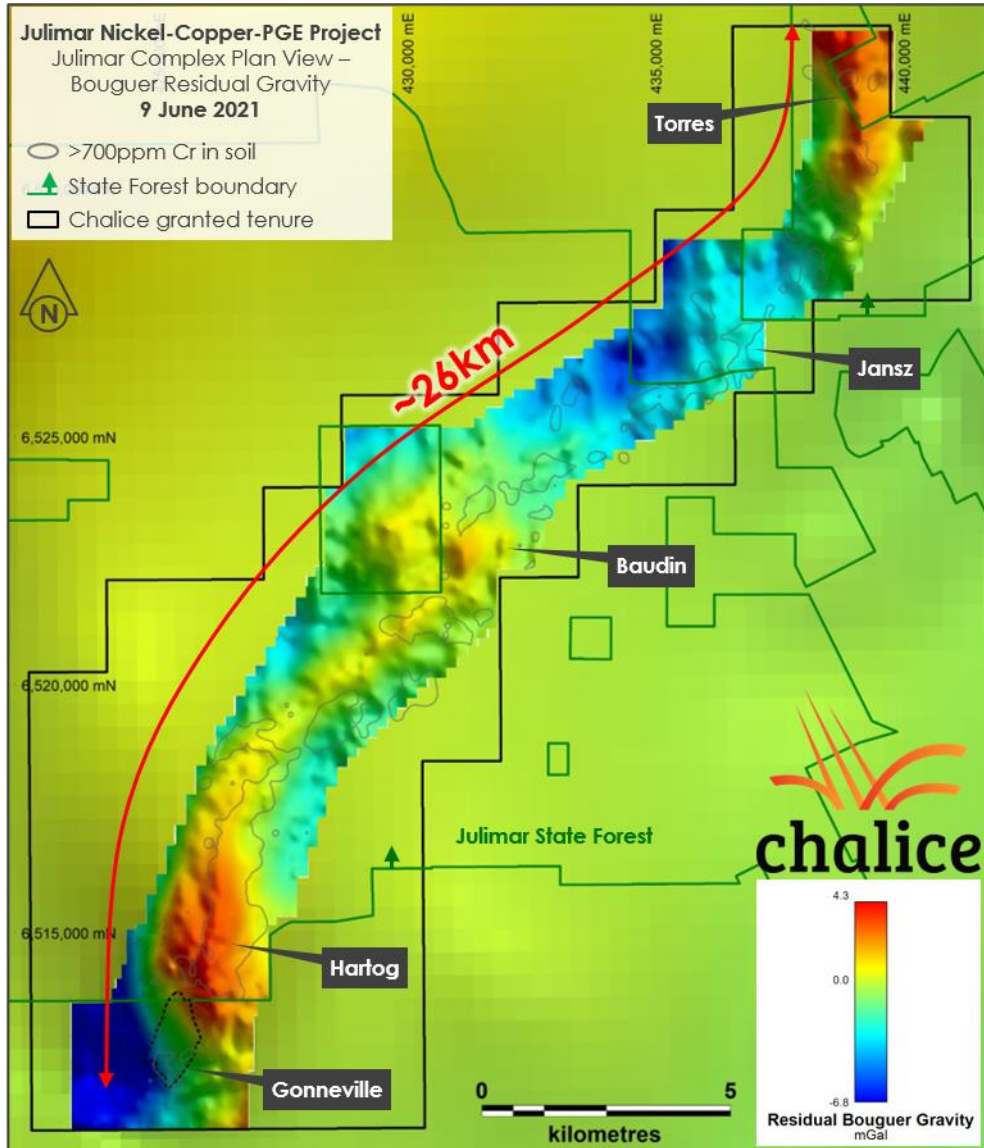 Julimar Nickel-Copper-PGE Project
Julimar Complex Plan View –
Bouguer Residual Gravity
9 June 2021
>700ppm Cr in soil
State Forest boundary
Chalice granted tenure
N
430,000 mE
435,000 mE
440,000 mE
Torres
Jansz
~26km
6,525,000 mN
Baudin
6,520,000 mN
Julimar State Forest
chalice
6,515,000 mN
Hartog
Gonneville
0 5
kilometres
4.3
0.0
-6.8
Residual Bouguer Gravity
mGal